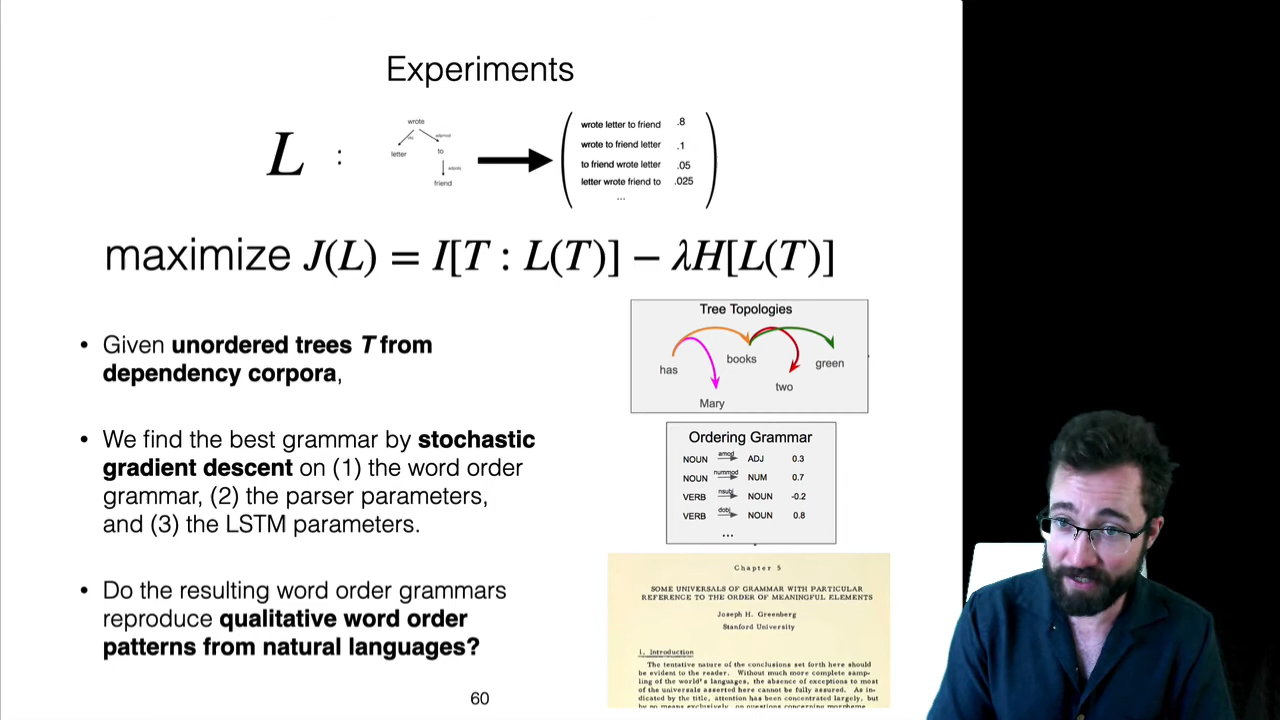 Experiments
L :
wrote
obj
letter
to
friend
wrote letter to friend .8
wrote to friend letter .1
to friend wrote letter .05
letter wrote friend to .025
...
maximize J(L) = I[T : L(T)] − λH[L(T)]
• Given unordered trees T from
dependency corpora,
• We find the best grammar by stochastic
gradient descent on (1) the word order
grammar, (2) the parser parameters,
and (3) the LSTM parameters.
• Do the resulting word order grammars
reproduce qualitative word order
patterns from natural languages?
Tree Topologies
has
books
green
two
Mary
Ordering Grammar
NOUN amod ADJ 0.3
NOUN nummod NUM 0.7
VERB nsubj NOUN -0.2
VERB dobj NOUN 0.8
...
Chapter 5
SOME UNIVERSALS OF GRAMMAR WITH PARTICULAR
REFERENCE TO THE ORDER OF MEANINGFUL ELEMENTS
Joseph H. Greenberg
Stanford University
1. Introduction
The tentative nature of the conclusions set forth here should
be evident to the reader. Without much more complete samp-
ling of the world's languages, the absence of exceptions to most
of the universals asserted here cannot be fully assured. As in-
dicated by the title, attention has been concentrated largely, but
by no means exclusively, on questions concerning morpheme
60